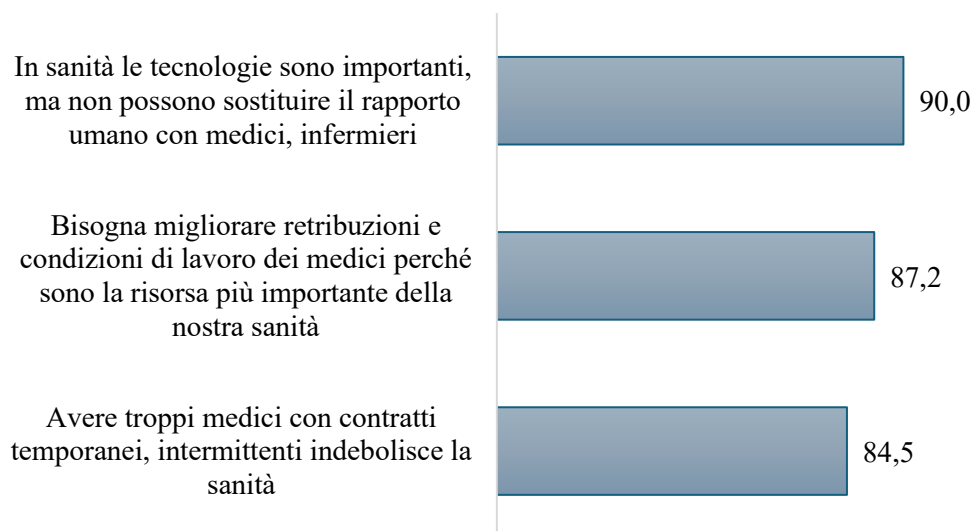 In sanità le tecnologie sono importanti,
ma non possono sostituire il rapporto
umano con medici, infermieri
90,0
Bisogna migliorare retribuzioni e
condizioni di lavoro dei medici perché
sono la risorsa più importante della
nostra sanità
87,2
Avere troppi medici con contratti
temporanei, intermittenti indebolisce la
sanità
84,5